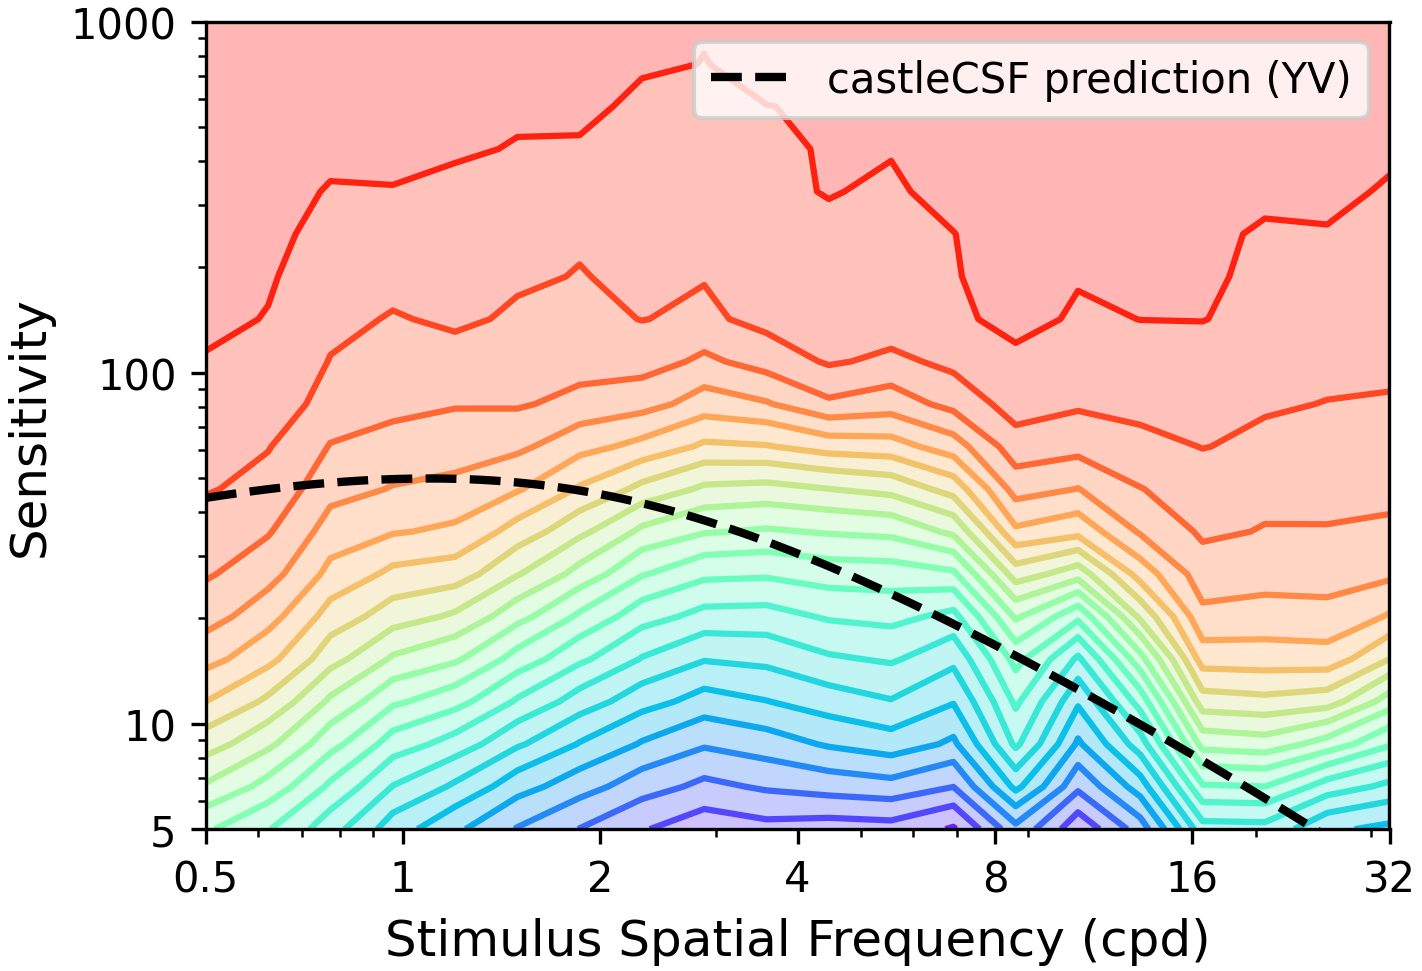 1000
castleCSF prediction (YV)
Sensitivity
100
10
5
0.5 1 2 4 8 16 32
Stimulus Spatial Frequency (cpd)